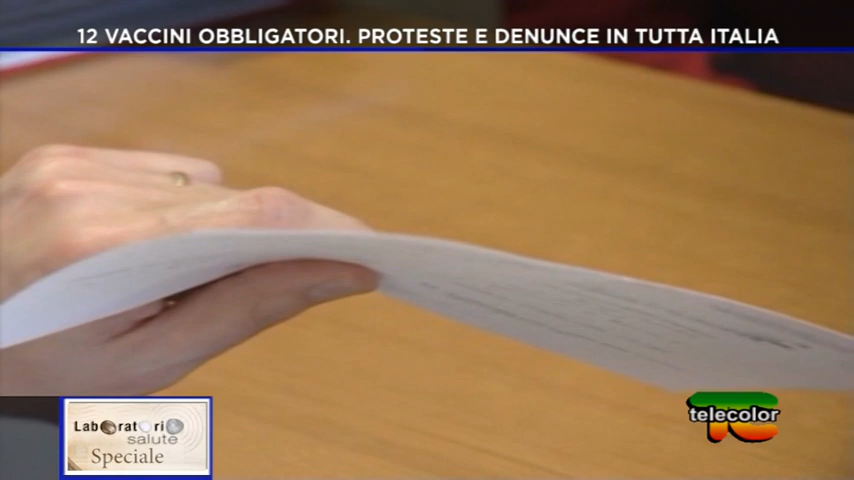 12 VACCINI OBBLIGATORI. PROTESTE E DENUNCE IN TUTTA ITALIA
Laboratorio
salute
Speciale
telecolor